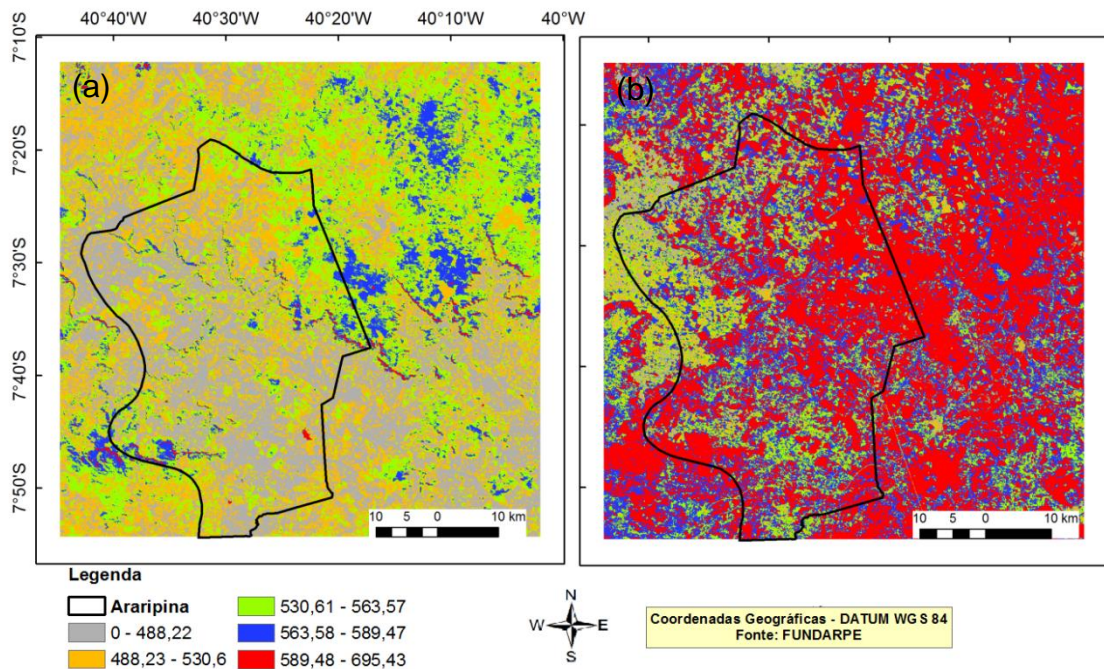 40°40'W 40°30'W 40°20'W 40°W
7°10'S
7°20'S
7°30'S
7°40'S
7°50'S
(a)
(b)
10 5 0 10 km
10 5 0 10 km
Legenda
Araripina
0 - 488,22
488,23 - 530,6
530,61 - 563,57
563,58 - 589,47
589,48 - 695,43
N
W E
S
Coordenadas Geográficas - DATUM WGS 84
Fonte: FUNDARPE